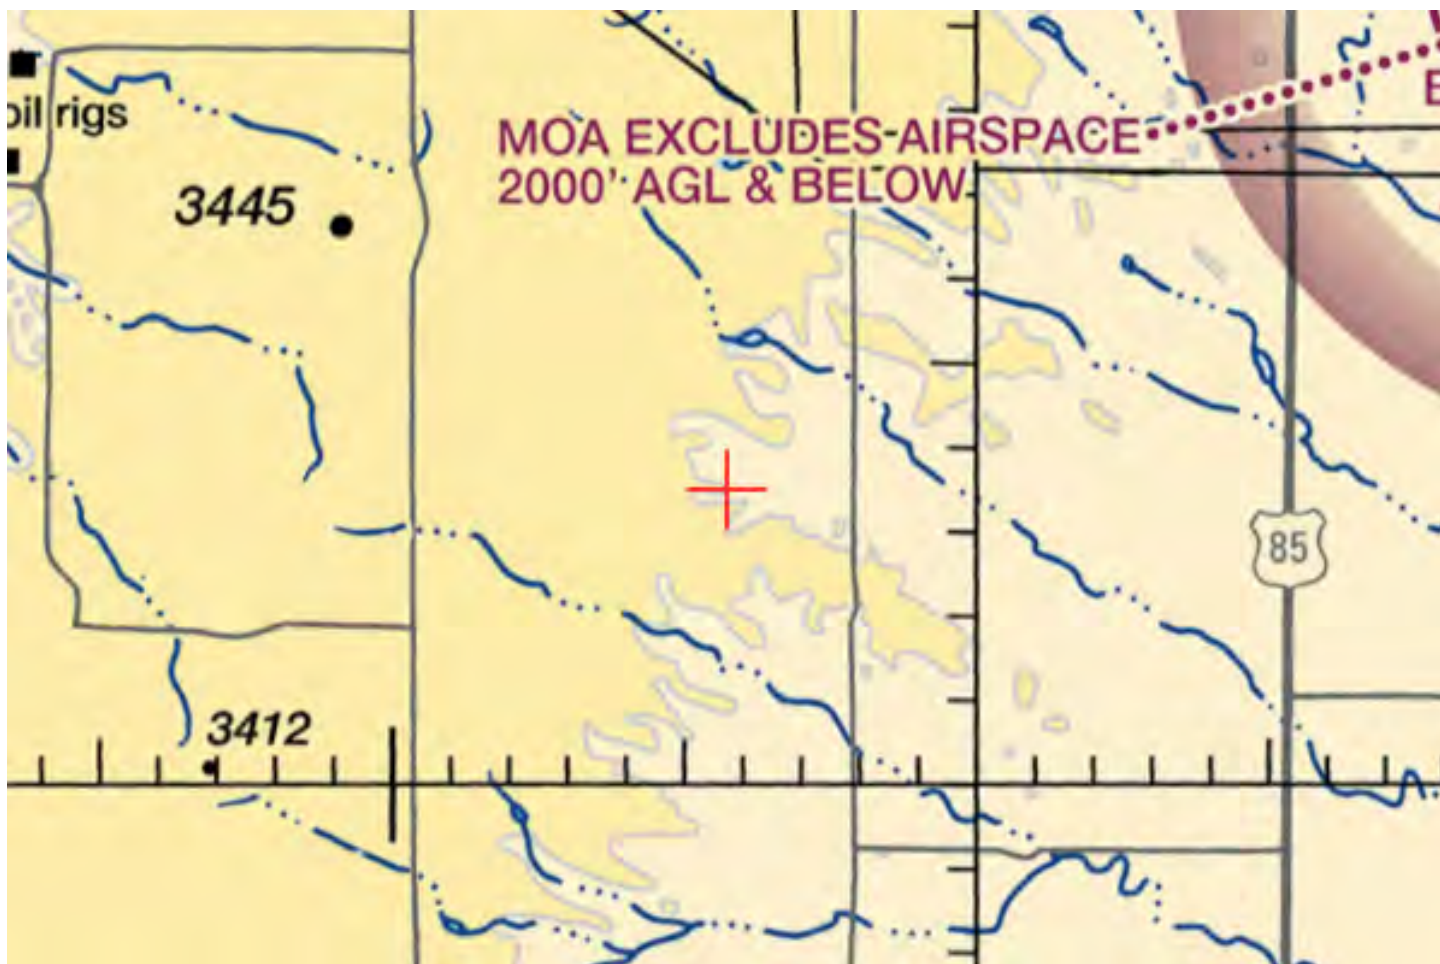 oil rigs
MOA EXCLUDES AIRSPACE
2000' AGL & BELOW
3445
85
3412